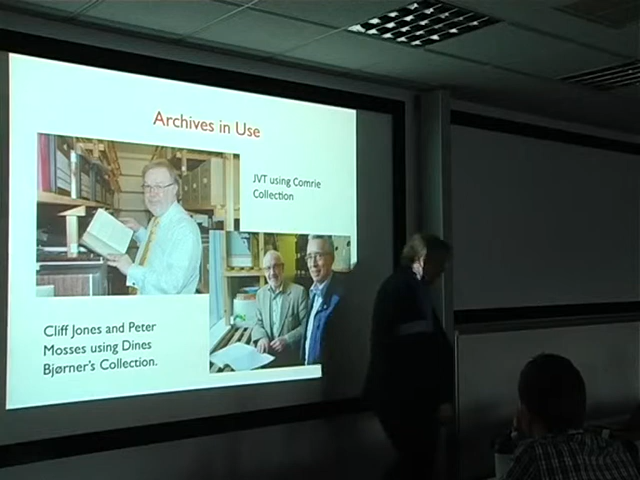 Archives in Use
JVT using Comrie
Collection
Cliff Jones and Peter
Mosses using Dines
Bjørner's Collection.